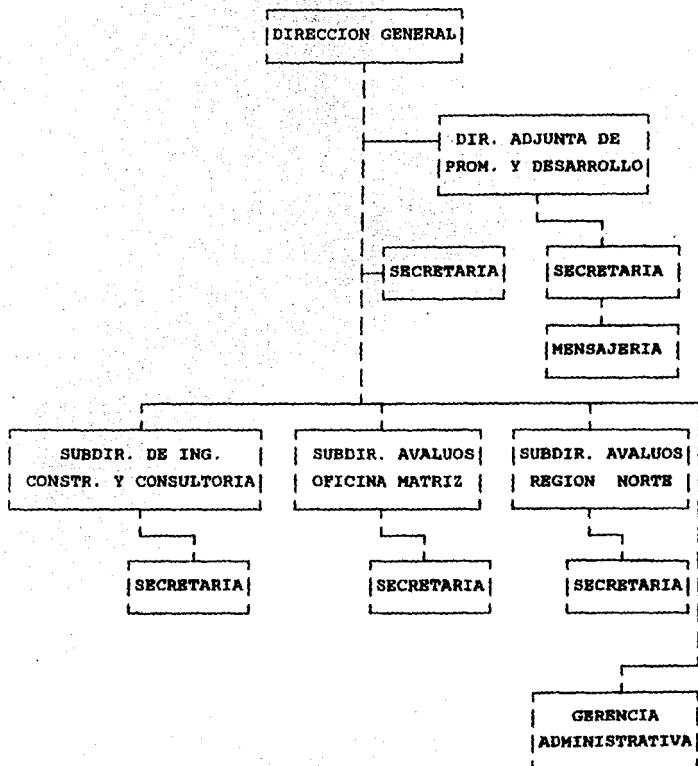 DIRECCION GENERAL
DIR. ADJUNTA DE
PROM. Y DESARROLLO
SECRETARIA
SECRETARIA
MENSAJERIA
SUBDIR. DE ING.
CONSTR. Y CONSULTORIA
SUBDIR. AVALUOS
OFICINA MATRIZ
SUBDIR. AVALUOS
REGION NORTE
SECRETARIA
SECRETARIA
SECRETARIA
GERENCIA
ADMINISTRATIVA